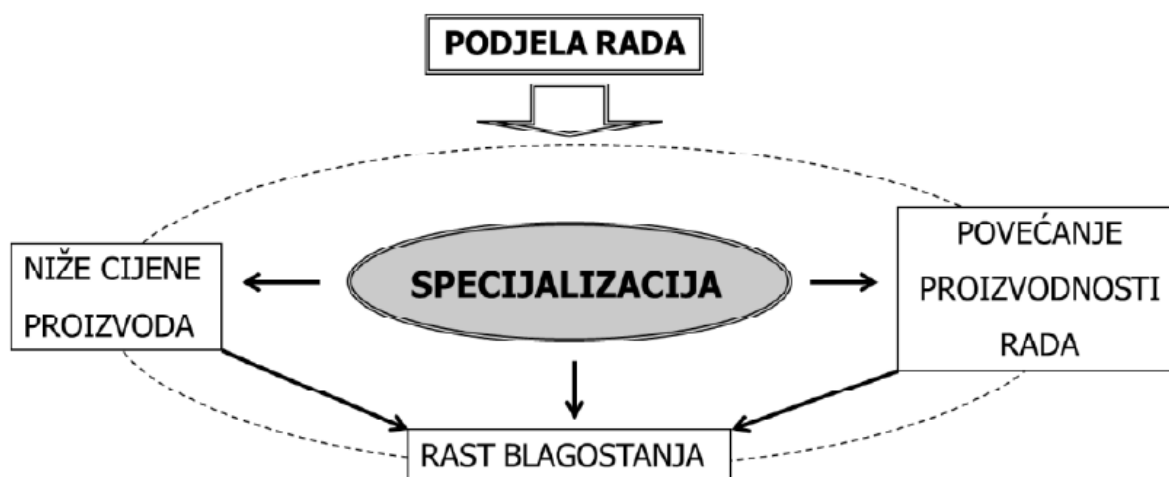 PODJELA RADA
NIŽE CIJENE
PROIZVODA
SPECIJALIZACIJA
POVEĆANJE
PROIZVODNOSTI
RADA
RAST BLAGOSTANJA